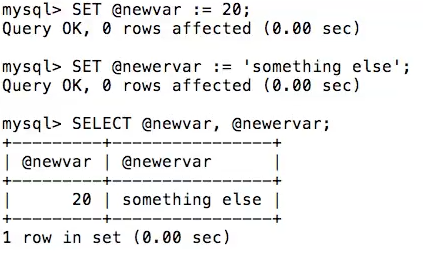 mysql> SET @newvar := 20;
Query OK, 0 rows affected (0.00 sec)
mysql> SET @newervar := 'something else';
Query OK, 0 rows affected (0.00 sec)
mysql> SELECT @newvar, @newervar;
+---------+----------------+
| @newvar | @newervar      |
+---------+----------------+
|      20 | something else |
+---------+----------------+
1 row in set (0.00 sec)